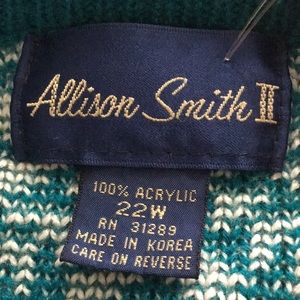 Allison Smith II
100% ACRYLIC
22W
RN 31289
MADE IN KOREA
CARE ON REVERSE